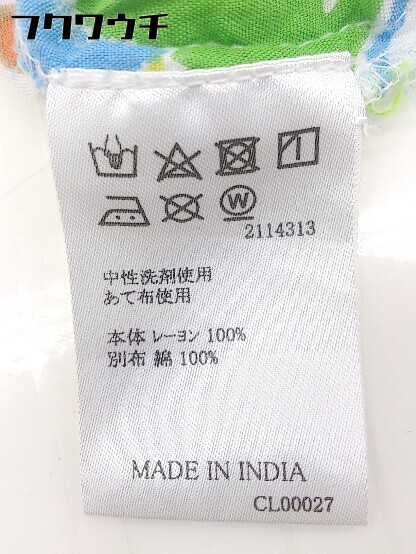 フクワウチ
W
2114313
中性洗剤使用
あて布使用
本体 レーヨン 100%
別布 綿 100%
MADE IN INDIA
CL00027